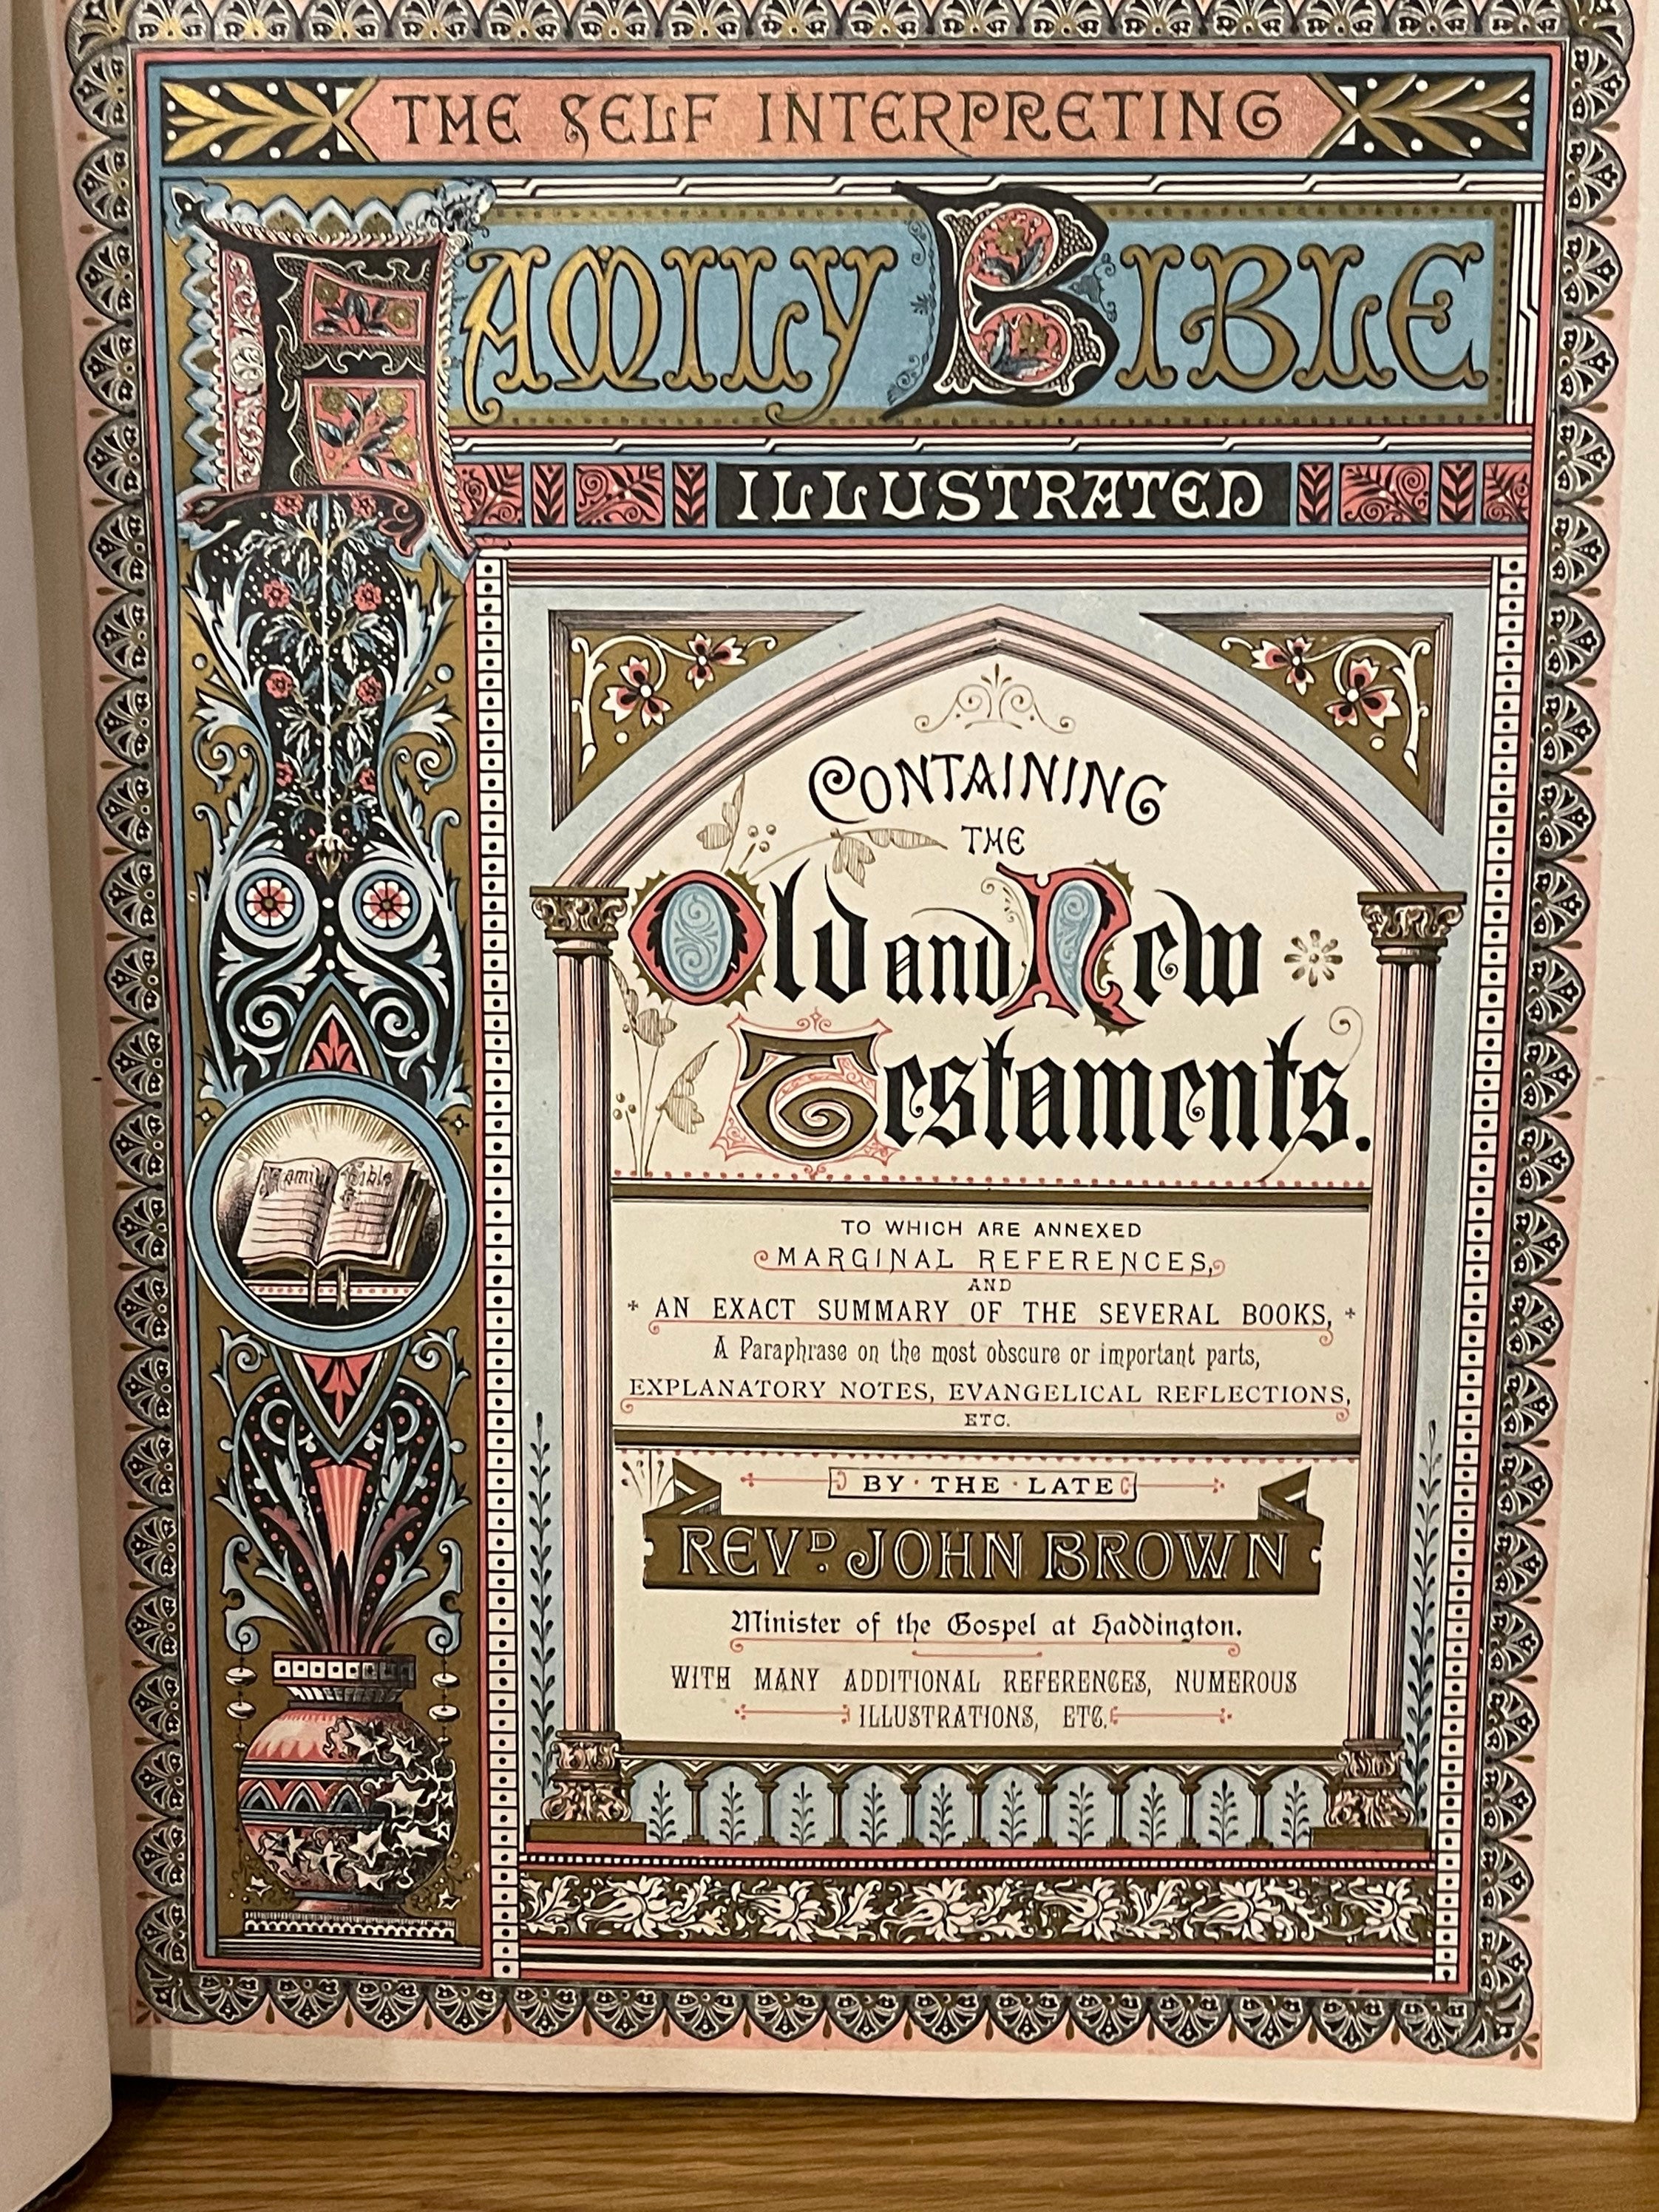 THE SELF INTERPRETING
FAMILY BIBLE
ILLUSTRATED
CONTAINING
THE
Old and New
Testaments.
Family Bible
TO WHICH ARE ANNEXED
MARGINAL REFERENCES,
AND
AN EXACT SUMMARY OF THE SEVERAL BOOKS,
A Paraphrase on the most obscure or important parts,
EXPLANATORY NOTES, EVANGELICAL REFLECTIONS,
ETC.
BY · THE · LATE
REVD. JOHN BROWN
Minister of the Gospel at Haddington.
WITH MANY ADDITIONAL REFERENCES, NUMEROUS
ILLUSTRATIONS, ETC.